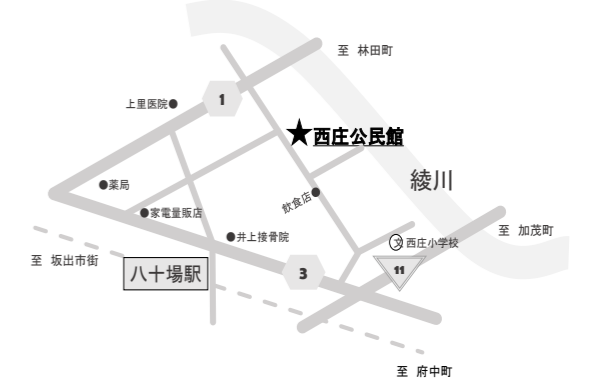 至 林田町
1
上里医院
西庄公民館
薬局
綾川
飲食店
家電量販店
井上接骨院
文 西庄小学校
至 加茂町
至 坂出市街
八十場駅
3
11
至 府中町